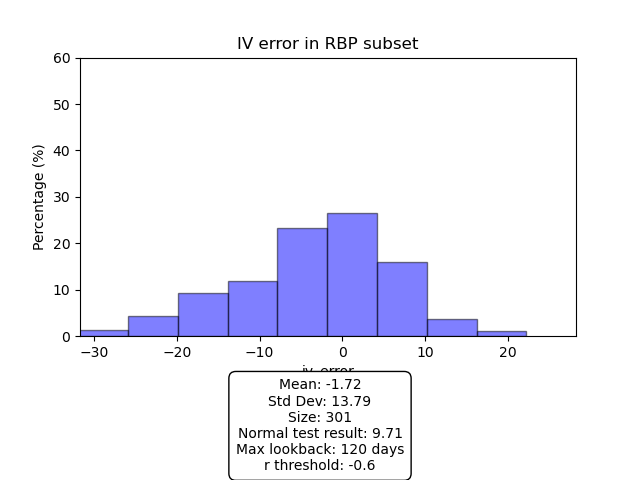 IV error in RBP subset
60
50
40
30
20
10
0
Percentage (%)
−30 −20 −10 0 10 20
iv_error
Mean: -1.72
Std Dev: 13.79
Size: 301
Normal test result: 9.71
Max lookback: 120 days
r threshold: -0.6